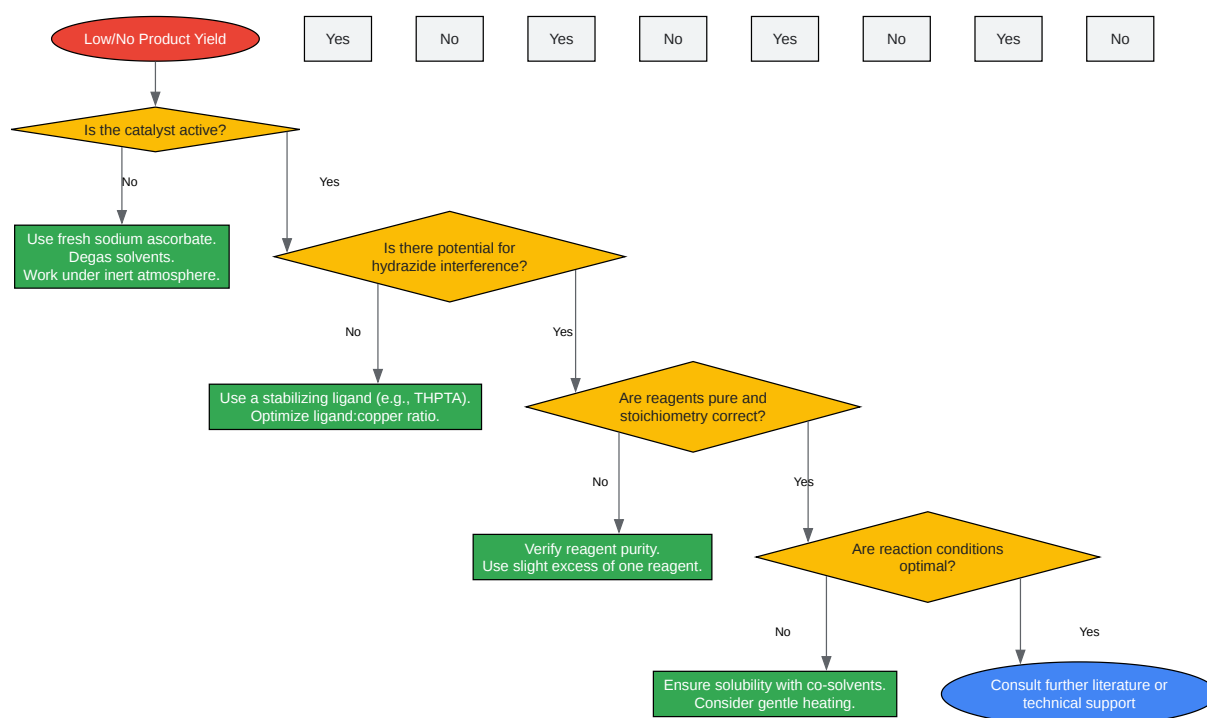 Low/No Product Yield
Yes
No
Yes
No
Yes
No
Yes
No
Is the catalyst active?
No
Yes
Use fresh sodium ascorbate.
Degas solvents.
Work under inert atmosphere.
Is there potential for
hydrazide interference?
No
Yes
Use a stabilizing ligand (e.g., THPTA).
Optimize ligand:copper ratio.
Are reagents pure and
stoichiometry correct?
No
Yes
Verify reagent purity.
Use slight excess of one reagent.
Are reaction conditions
optimal?
No
Yes
Ensure solubility with co-solvents.
Consider gentle heating.
Consult further literature or
technical support